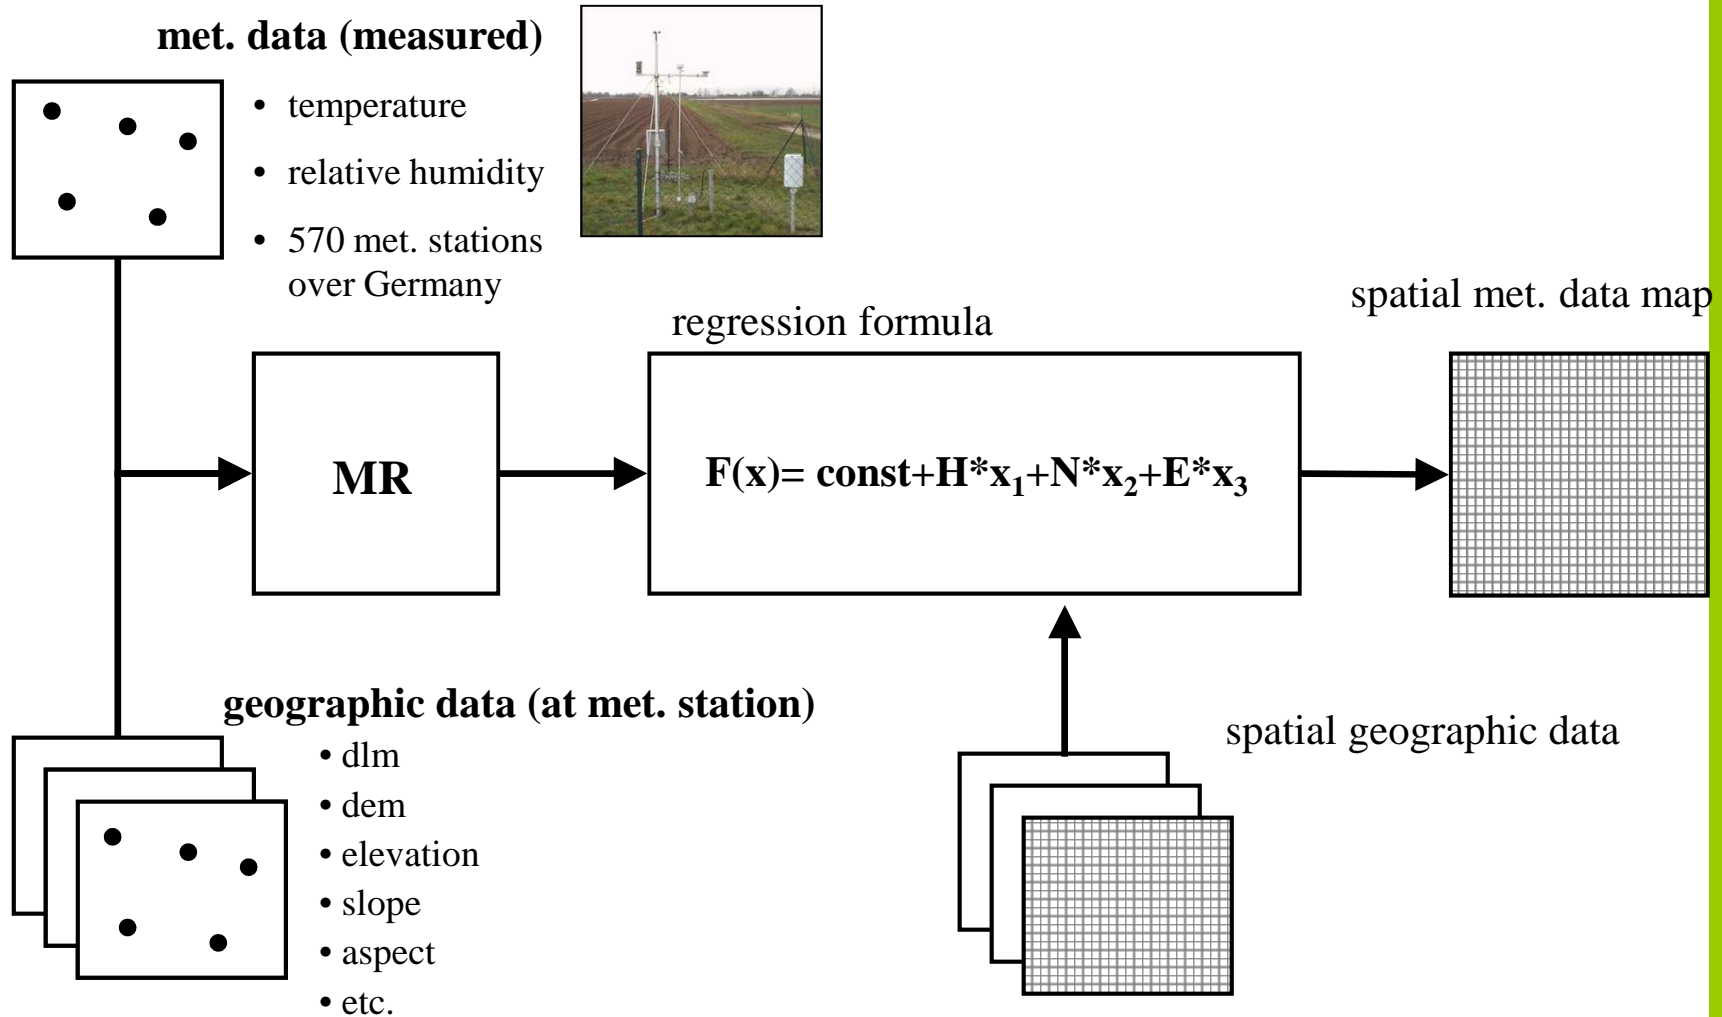 met. data (measured)
• temperature
• relative humidity
• 570 met. stations
over Germany
spatial met. data map
regression formula
MR
F(x)= const+H*x₁+N*x₂+E*x₃
geographic data (at met. station)
• dlm
• dem
• elevation
• slope
• aspect
• etc.
spatial geographic data